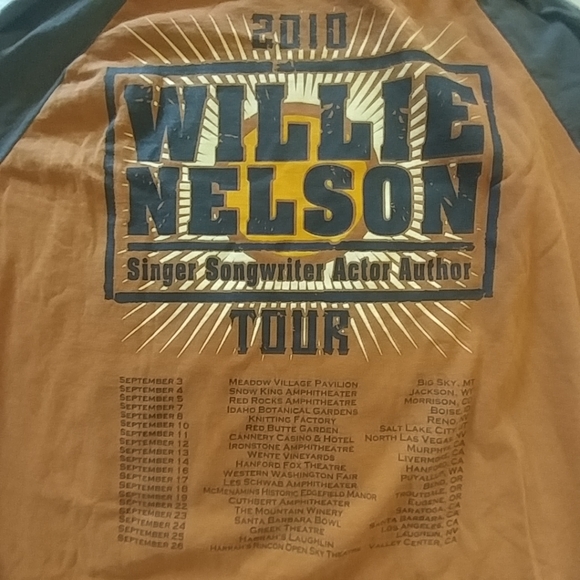 2010
WILLIE
NELSON
Singer Songwriter Actor Author
TOUR
September 3 Meadow Village Pavilion Big Sky, MT
September 4 Snow King Amphitheater Jackson, WY
September 5 Red Rocks Amphitheatre Morrison,
September 7 Idaho Botanical Gardens Boise,
September 8 Knitting Factory Reno,
September 10 Red Butte Garden Salt Lake City,
September 11 Cannery Casino & Hotel North Las Vegas, NV
September 12 Ironstone Amphitheatre Murphys, CA
September 13 Wente Vineyards Livermore, CA
September 14 Hanford Fox Theatre Hanford, CA
September 16 Western Washington Fair Puyallup, WA
September 17 Les Schwab Amphitheater Bend, OR
September 18 McMenamins Historic Edgefield Manor Troutdale, OR
September 19 Cuthbert Amphitheater Eugene, OR
September 22 The Mountain Winery Saratoga, CA
September 23 Santa Barbara Bowl Santa Barbara, CA
September 24 Greek Theatre Los Angeles, CA
September 25 Harrah's Laughlin Laughlin, NV
September 26 Harrah's Rincon Open Sky Theatre Valley Center, CA